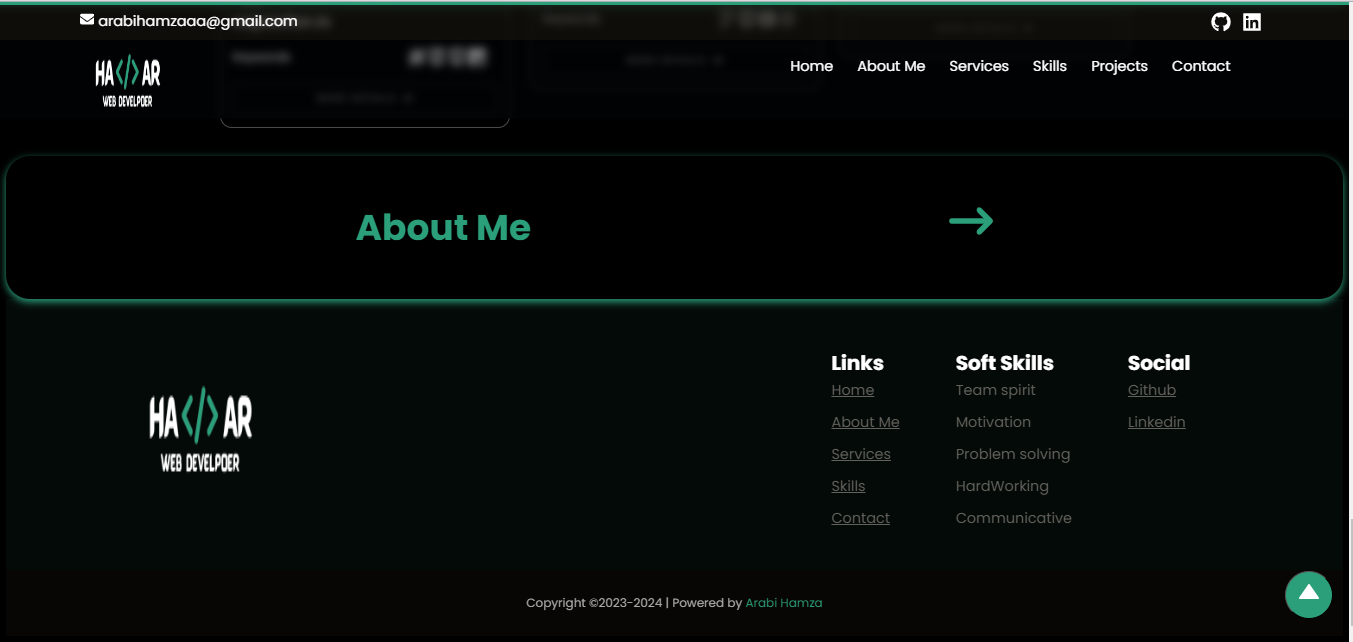 arabihamzaaa@gmail.com
HA</>AR
WEB DEVELPOER
Home About Me Services Skills Projects Contact
About Me
HA</>AR
WEB DEVELPOER
Links
Home
About Me
Services
Skills
Contact
Soft Skills
Team spirit
Motivation
Problem solving
HardWorking
Communicative
Social
Github
Linkedin
Copyright ©2023-2024 | Powered by Arabi Hamza